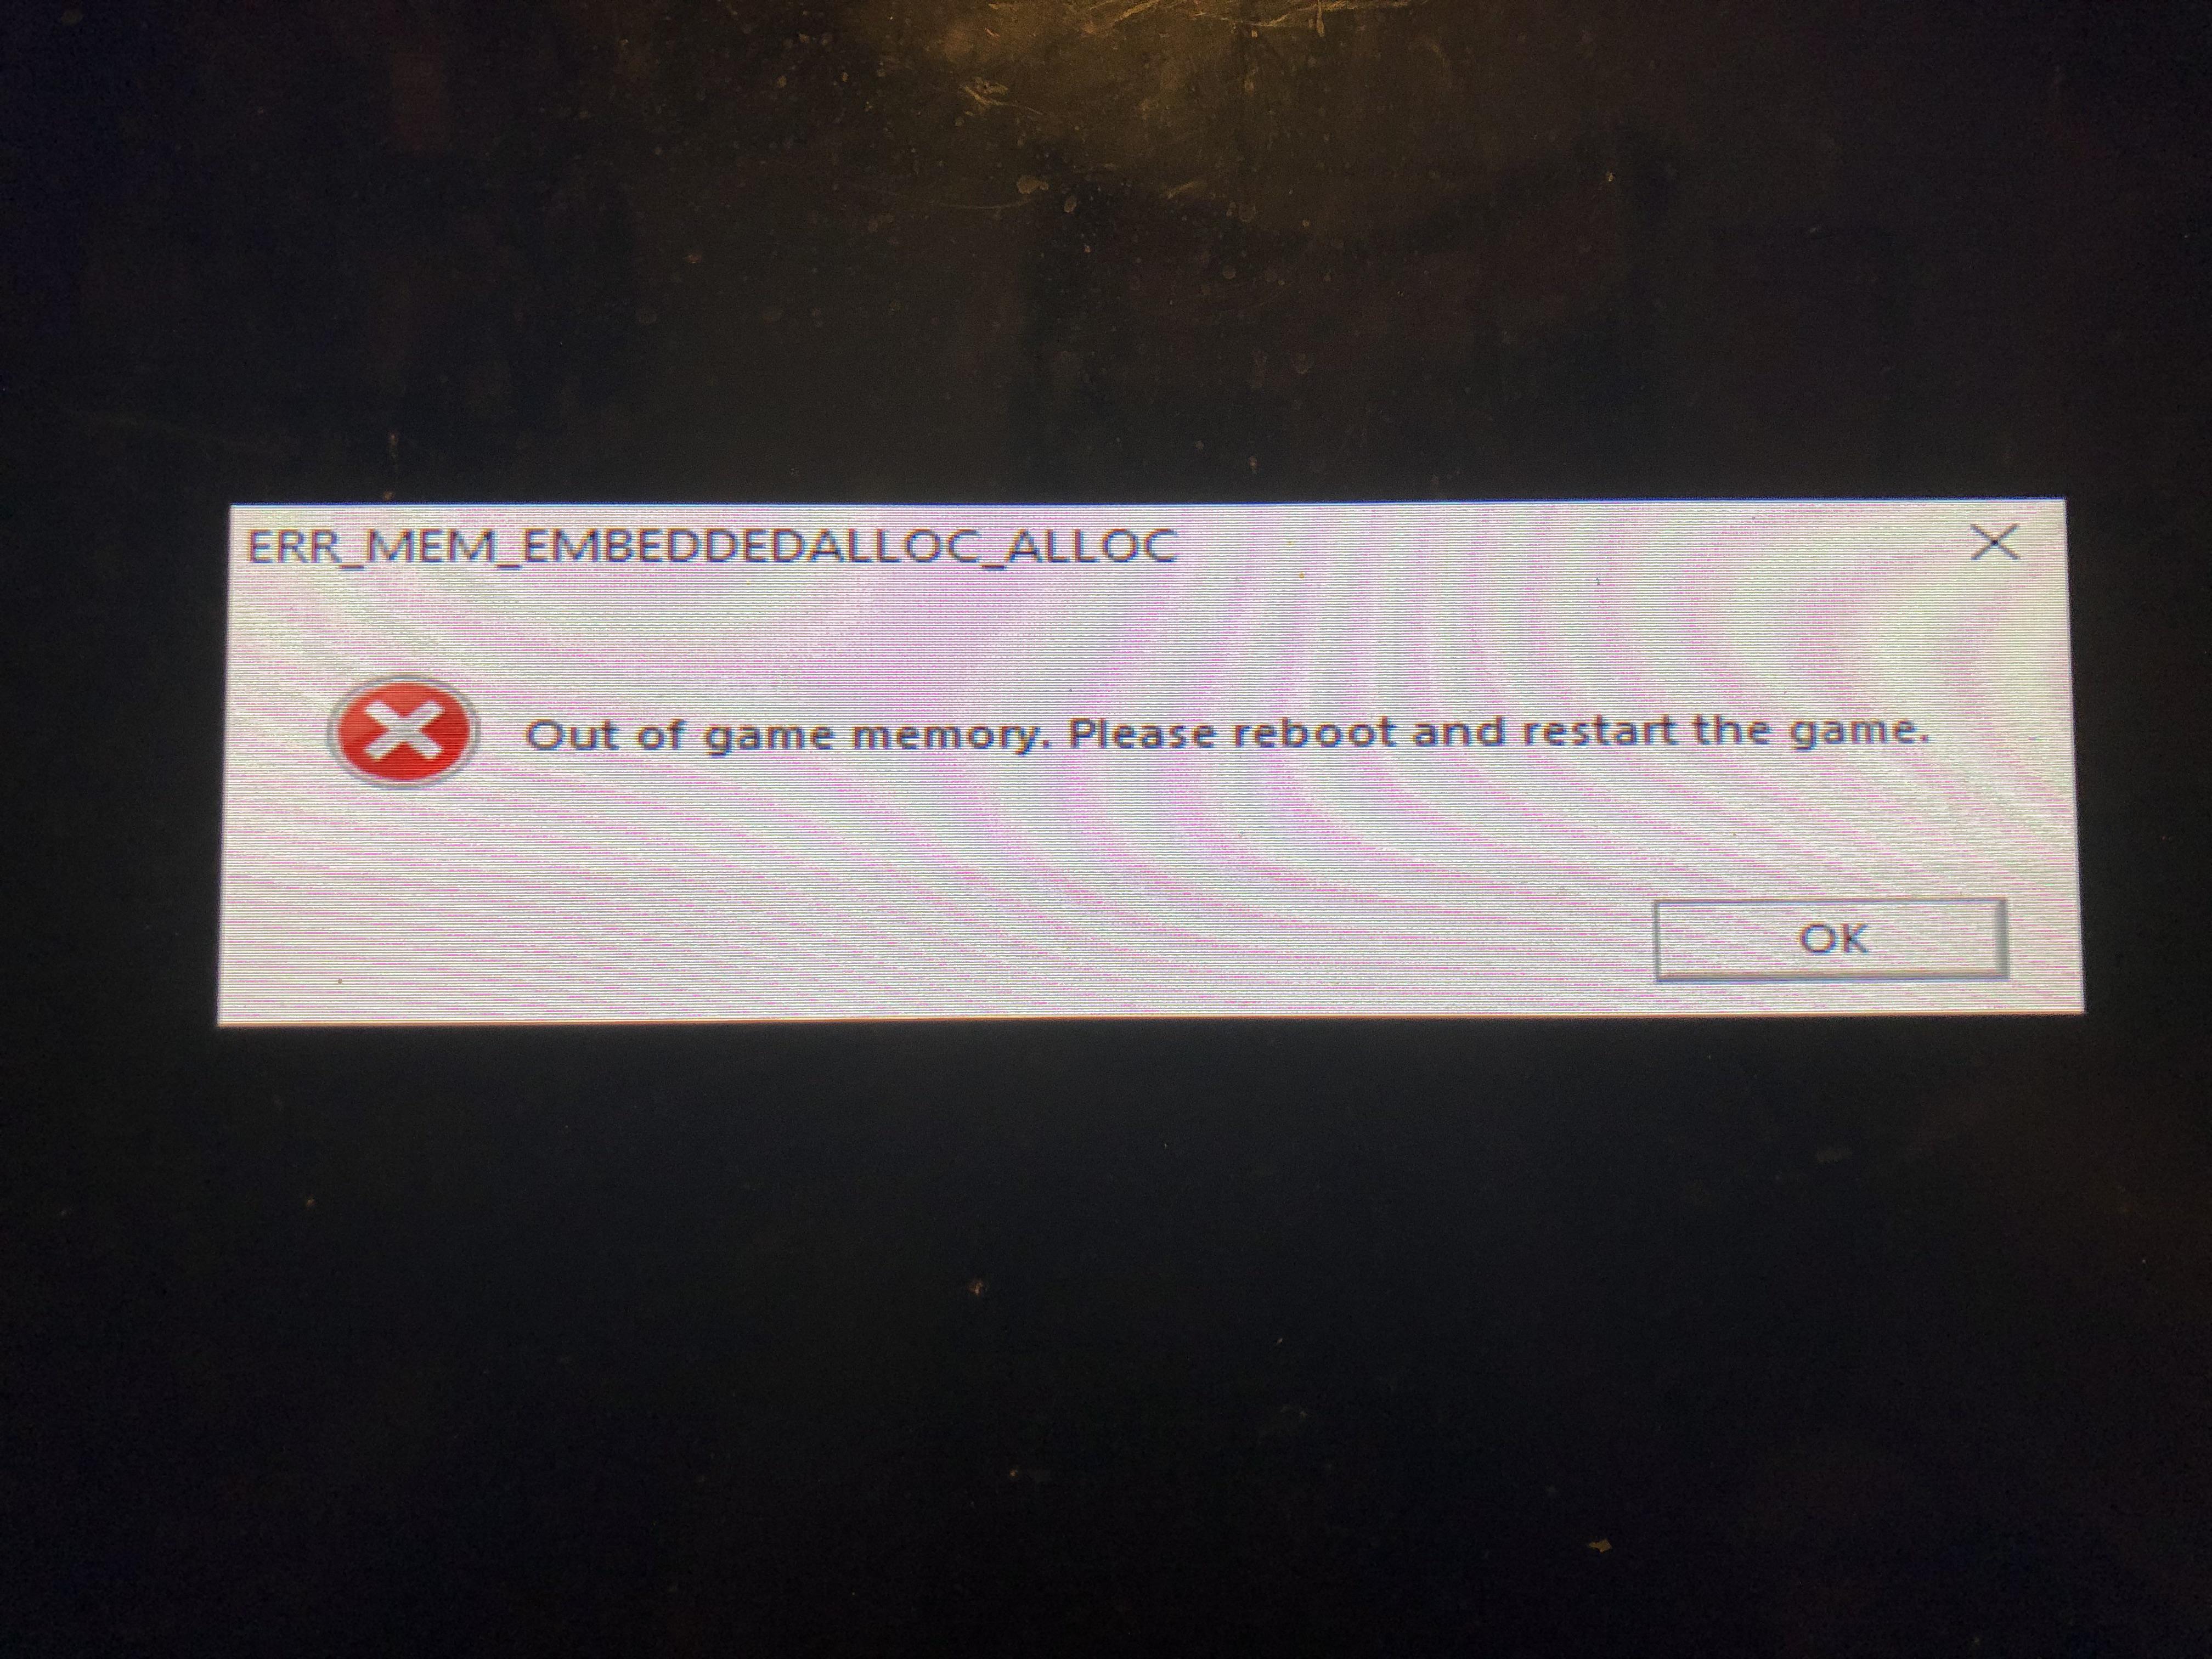 ERR_MEM_EMBEDDEDALLOC_ALLOC
Out of game memory. Please reboot and restart the game.
OK